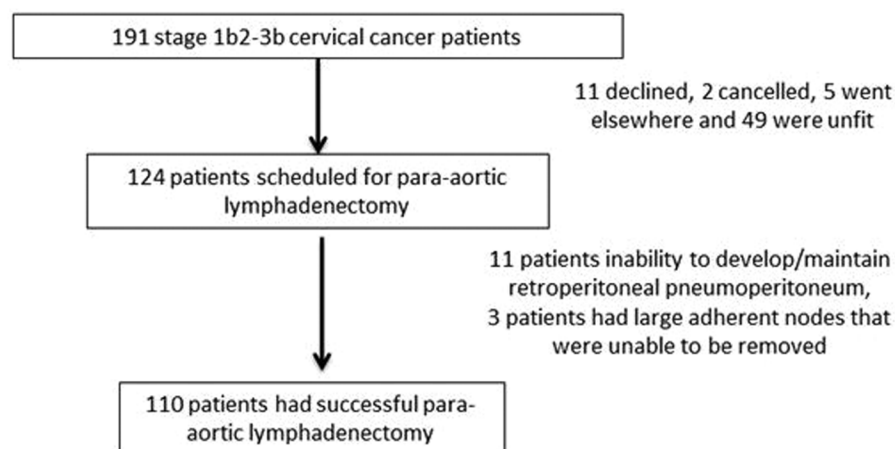 191 stage 1b2-3b cervical cancer patients
11 declined, 2 cancelled, 5 went
elsewhere and 49 were unfit
124 patients scheduled for para-aortic
lymphadenectomy
11 patients inability to develop/maintain
retroperitoneal pneumoperitoneum,
3 patients had large adherent nodes that
were unable to be removed
110 patients had successful para-
aortic lymphadenectomy